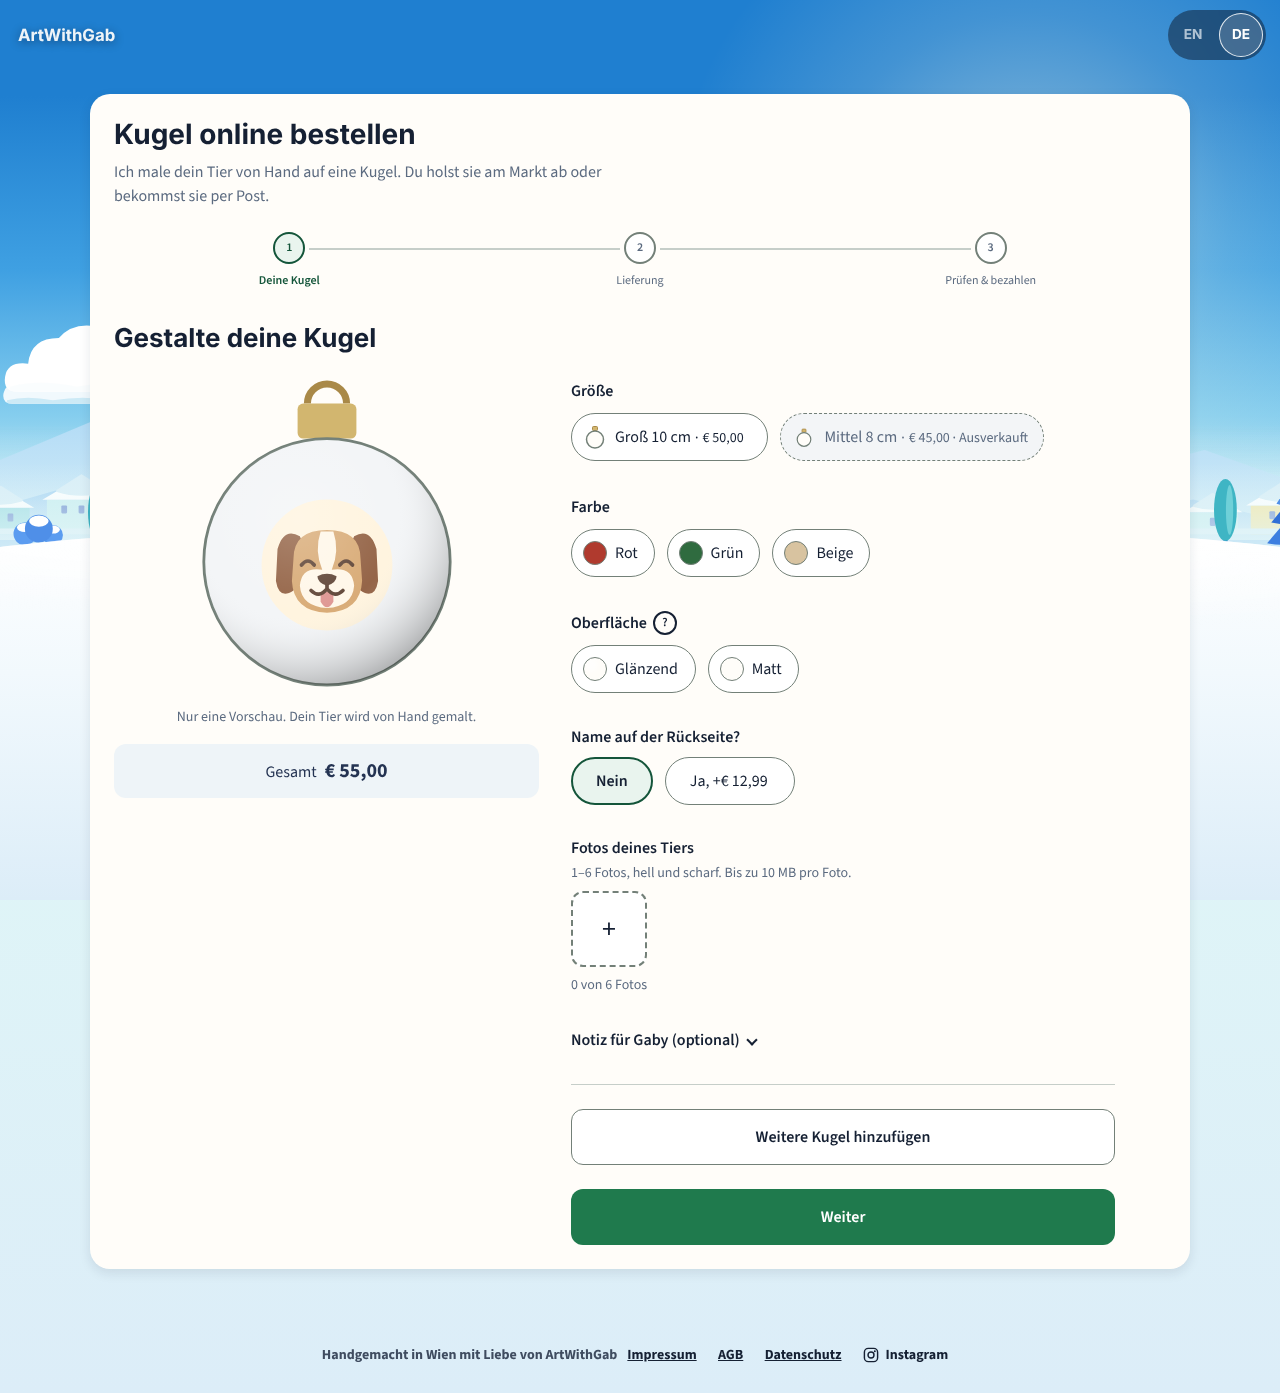 ArtWithGab
EN DE
Kugel online bestellen
Ich male dein Tier von Hand auf eine Kugel. Du holst sie am Markt ab oder
bekommst sie per Post.
1 2 3
Deine Kugel Lieferung Prüfen & bezahlen
Gestalte deine Kugel
Größe
Groß 10 cm · € 50,00 Mittel 8 cm · € 45,00 · Ausverkauft
Farbe
Rot Grün Beige
Oberfläche ?
Glänzend Matt
Nur eine Vorschau. Dein Tier wird von Hand gemalt.
Gesamt € 55,00
Name auf der Rückseite?
Nein Ja, +€ 12,99
Fotos deines Tiers
1–6 Fotos, hell und scharf. Bis zu 10 MB pro Foto.
+
0 von 6 Fotos
Notiz für Gaby (optional)
Weitere Kugel hinzufügen
Weiter
Handgemacht in Wien mit Liebe von ArtWithGab Impressum AGB Datenschutz Instagram